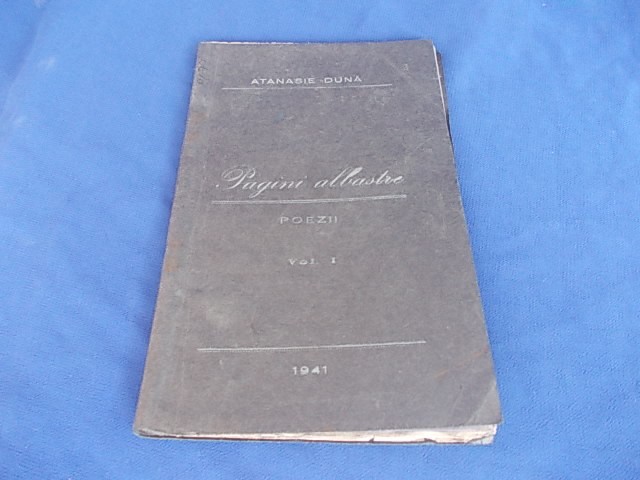 ATANASIE-DUNA
Pagini albastre
POEZII
Vol. I
1941